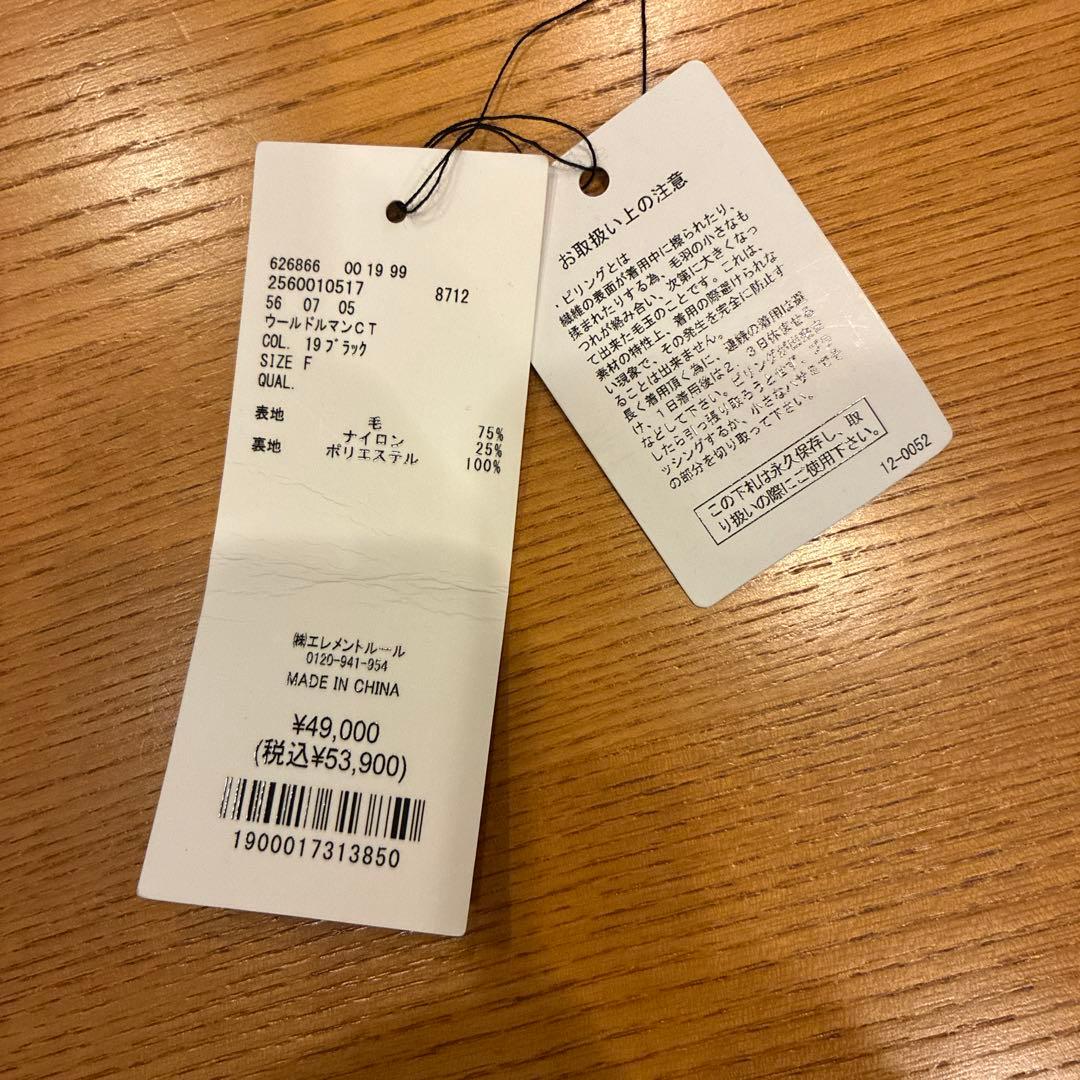 626866 00 19 99
2560010517 8712
56 07 05
ウールドルマンCT
COL. 19ブラック
SIZE F
QUAL.
表地 毛 75%
ナイロン 25%
裏地 ポリエステル 100%
㈱エレメントルール
0120-941-954
MADE IN CHINA
¥49,000
(税込¥53,900)
1900017313850
お取扱い上の注意
・ピリングとは
繊維の表面が着用中に擦られたり、
揉まれたりする為、毛羽の小さなも
つれが絡み合い、次第に大きくなっ
て出来た毛玉のことです。これは、
素材の特性上、着用の際避けられな
い現象で、その発生を完全に防止す
ることは出来ません。
長く着用頂く為に、連続の着用は避
け、1日着用後は2、3日休ませる
などして下さい。ピリングが
したら引っ張り取ろうとせず、
ッシングするか、小さなハサミで毛
の部分を切り取って下さい。
この下札は永久保存し、取
り扱いの際にご使用下さい。
12-0052